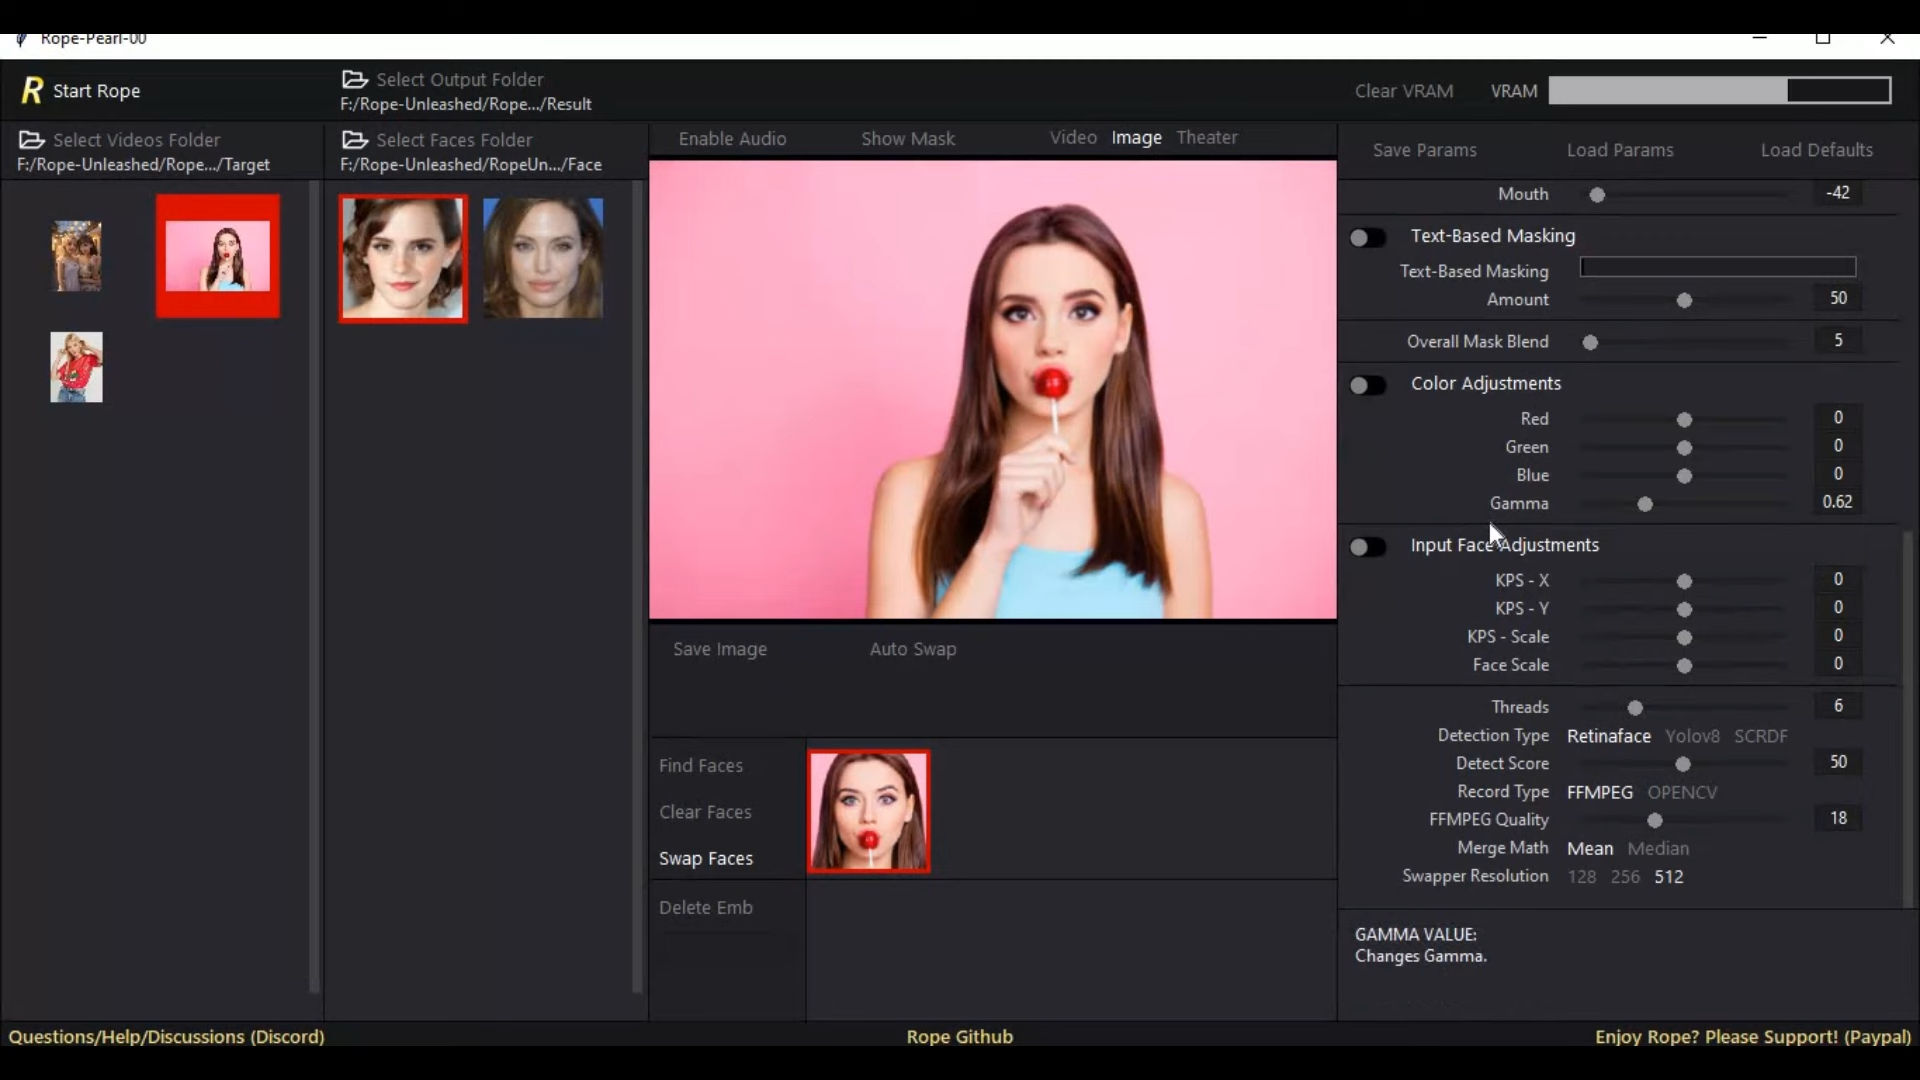 Rope-Pearl-00
R Start Rope
Select Output Folder
F:/Rope-Unleashed/Rope.../Result
Clear VRAM
VRAM
Select Videos Folder
F:/Rope-Unleashed/Rope.../Target
Select Faces Folder
F:/Rope-Unleashed/RopeUn.../Face
Enable Audio
Show Mask
Video Image Theater
Save Params
Load Params
Load Defaults
Mouth -42
Text-Based Masking
Text-Based Masking
Amount 50
Overall Mask Blend 5
Color Adjustments
Red 0
Green 0
Blue 0
Gamma 0.62
Input Face Adjustments
KPS - X 0
KPS - Y 0
KPS - Scale 0
Face Scale 0
Threads 6
Detection Type Retinaface Yolov8 SCRDF
Detect Score 50
Record Type FFMPEG OPENCV
FFMPEG Quality 18
Merge Math Mean Median
Swapper Resolution 128 256 512
Save Image
Auto Swap
Find Faces
Clear Faces
Swap Faces
Delete Emb
GAMMA VALUE:
Changes Gamma.
Questions/Help/Discussions (Discord)
Rope Github
Enjoy Rope? Please Support! (Paypal)